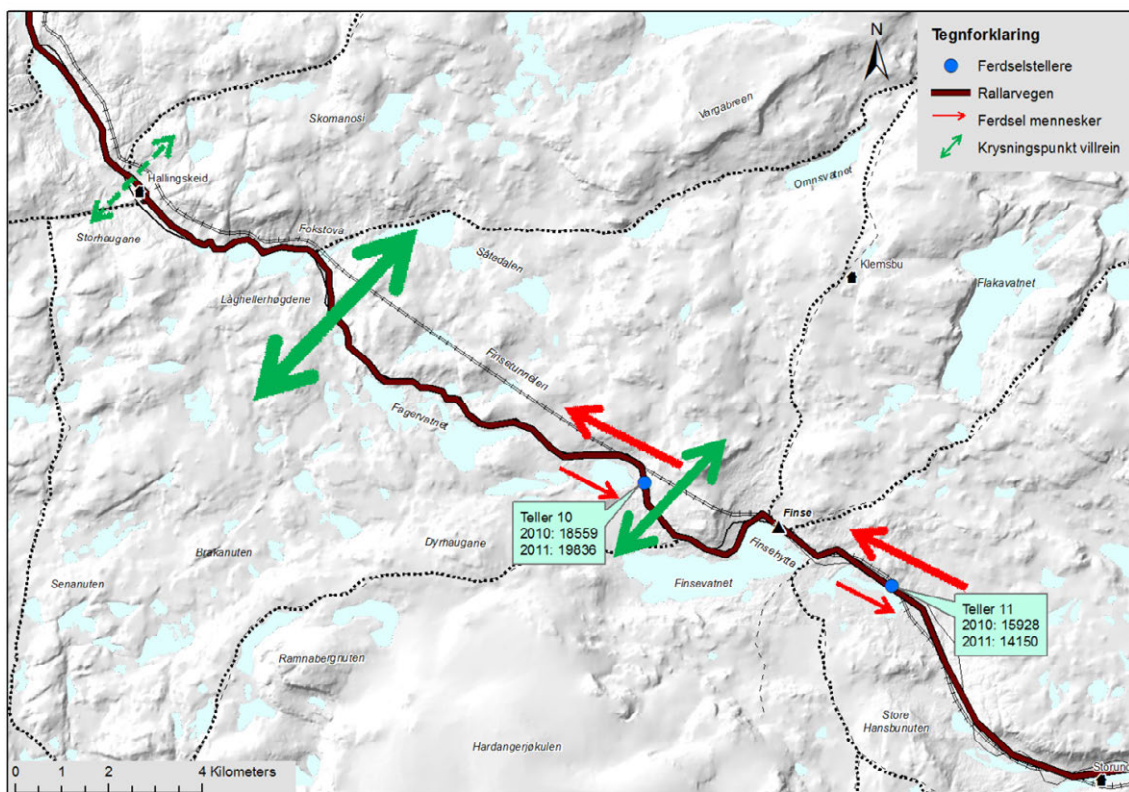 Tegnforklaring
Ferdselstellere
Rallarvegen
Ferdsel mennesker
Krysningspunkt villrein
N
Vargabreen
Skomanosi
Omnsvatnet
Hallingskeid
Storhaugane
Fokstova
Såtedalen
Klemsbu
Flakavatnet
Låghellerhøgdene
Finsetunnelen
Fagervatnet
Teller 10
2010: 18559
2011: 19836
Finse
Finsehytta
Brakanuten
Dyrhaugane
Finsevatnet
Senanuten
Teller 11
2010: 15928
2011: 14150
Ramnabergnuten
Store
Hansbunuten
Hardangerjøkulen
Storund
0 1 2 4 Kilometers